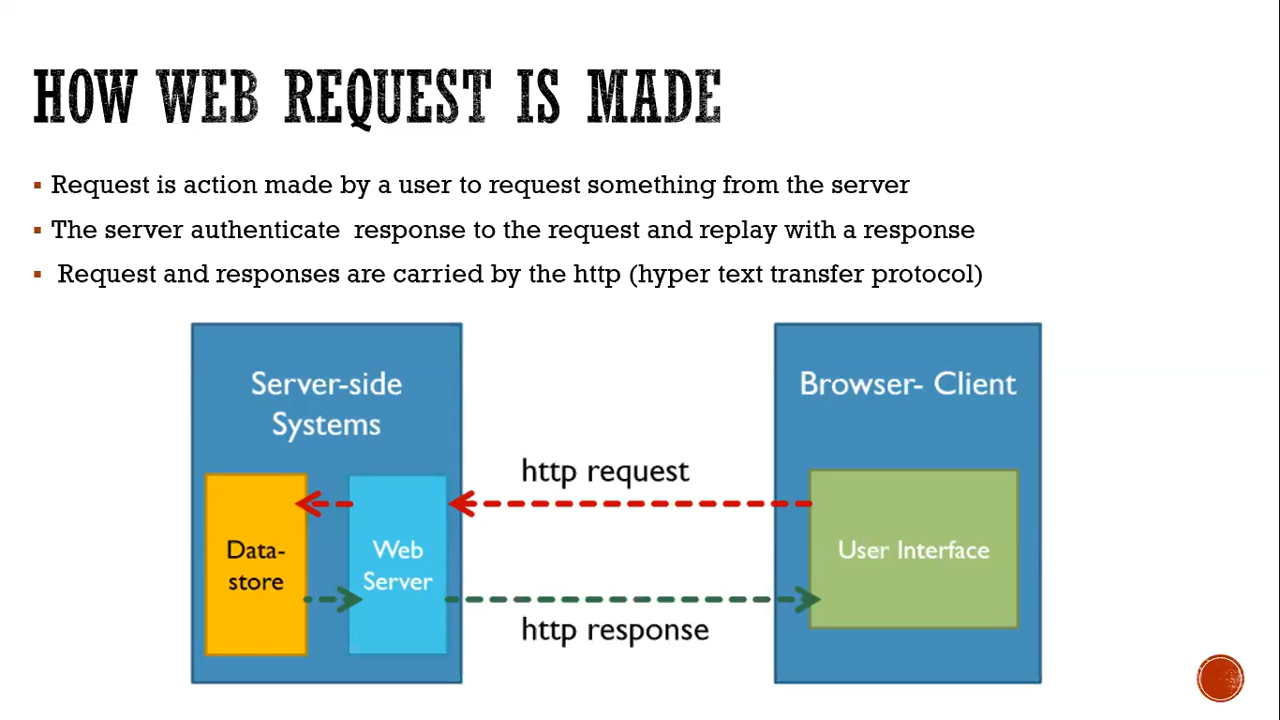 HOW WEB REQUEST IS MADE
▪ Request is action made by a user to request something from the server
▪ The server authenticate  response to the request and replay with a response
▪ Request and responses are carried by the http (hyper text transfer protocol)
Server-side
Systems
Browser- Client
http request
Data-
store
Web
Server
User Interface
http response